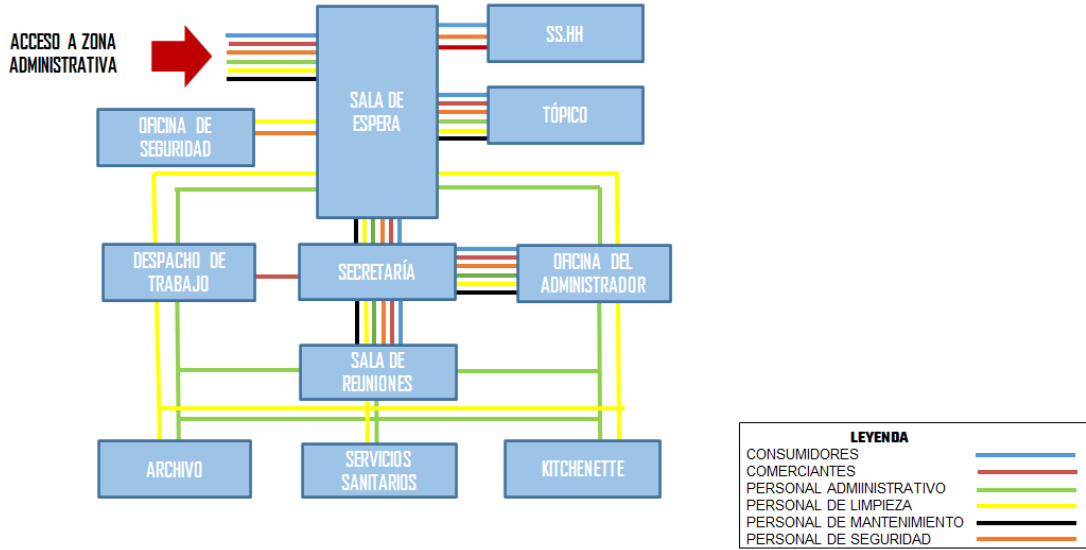 ACCESO A ZONA
ADMINISTRATIVA
SS.HH
SALA DE
ESPERA
TÓPICO
OFICINA DE
SEGURIDAD
DESPACHO DE
TRABAJO
SECRETARÍA
OFICINA DEL
ADMINISTRADOR
SALA DE
REUNIONES
ARCHIVO
SERVICIOS
SANITARIOS
KITCHENETTE
LEYENDA
CONSUMIDORES
COMERCIANTES
PERSONAL ADMIINISTRATIVO
PERSONAL DE LIMPIEZA
PERSONAL DE MANTENIMIENTO
PERSONAL DE SEGURIDAD